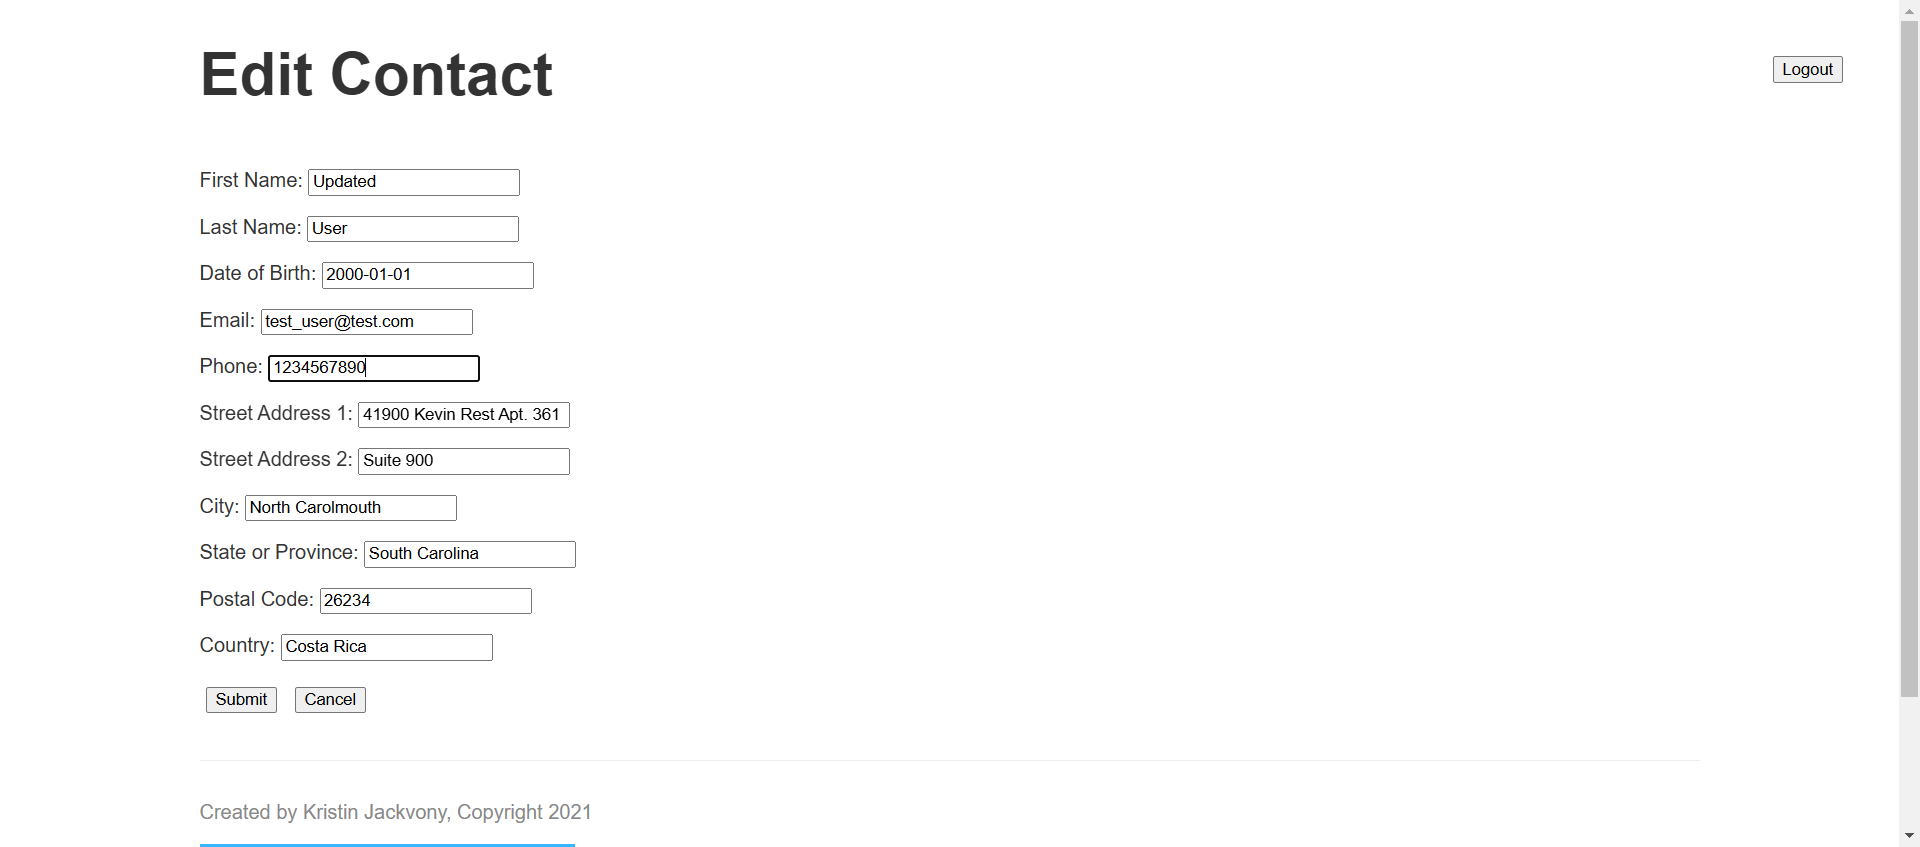 Edit Contact
Logout
First Name: Updated
Last Name: User
Date of Birth: 2000-01-01
Email: test_user@test.com
Phone: 1234567890
Street Address 1: 41900 Kevin Rest Apt. 361
Street Address 2: Suite 900
City: North Carolmouth
State or Province: South Carolina
Postal Code: 26234
Country: Costa Rica
Submit Cancel
Created by Kristin Jackvony, Copyright 2021